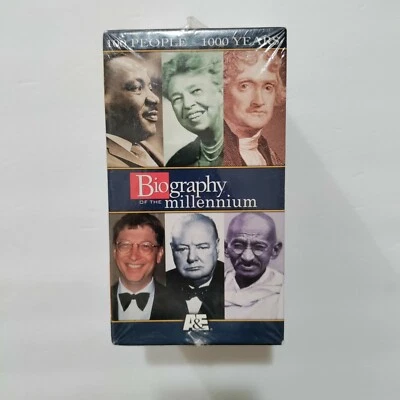 100 PEOPLE - 1000 YEARS
Biography
OF THE millennium
A&E